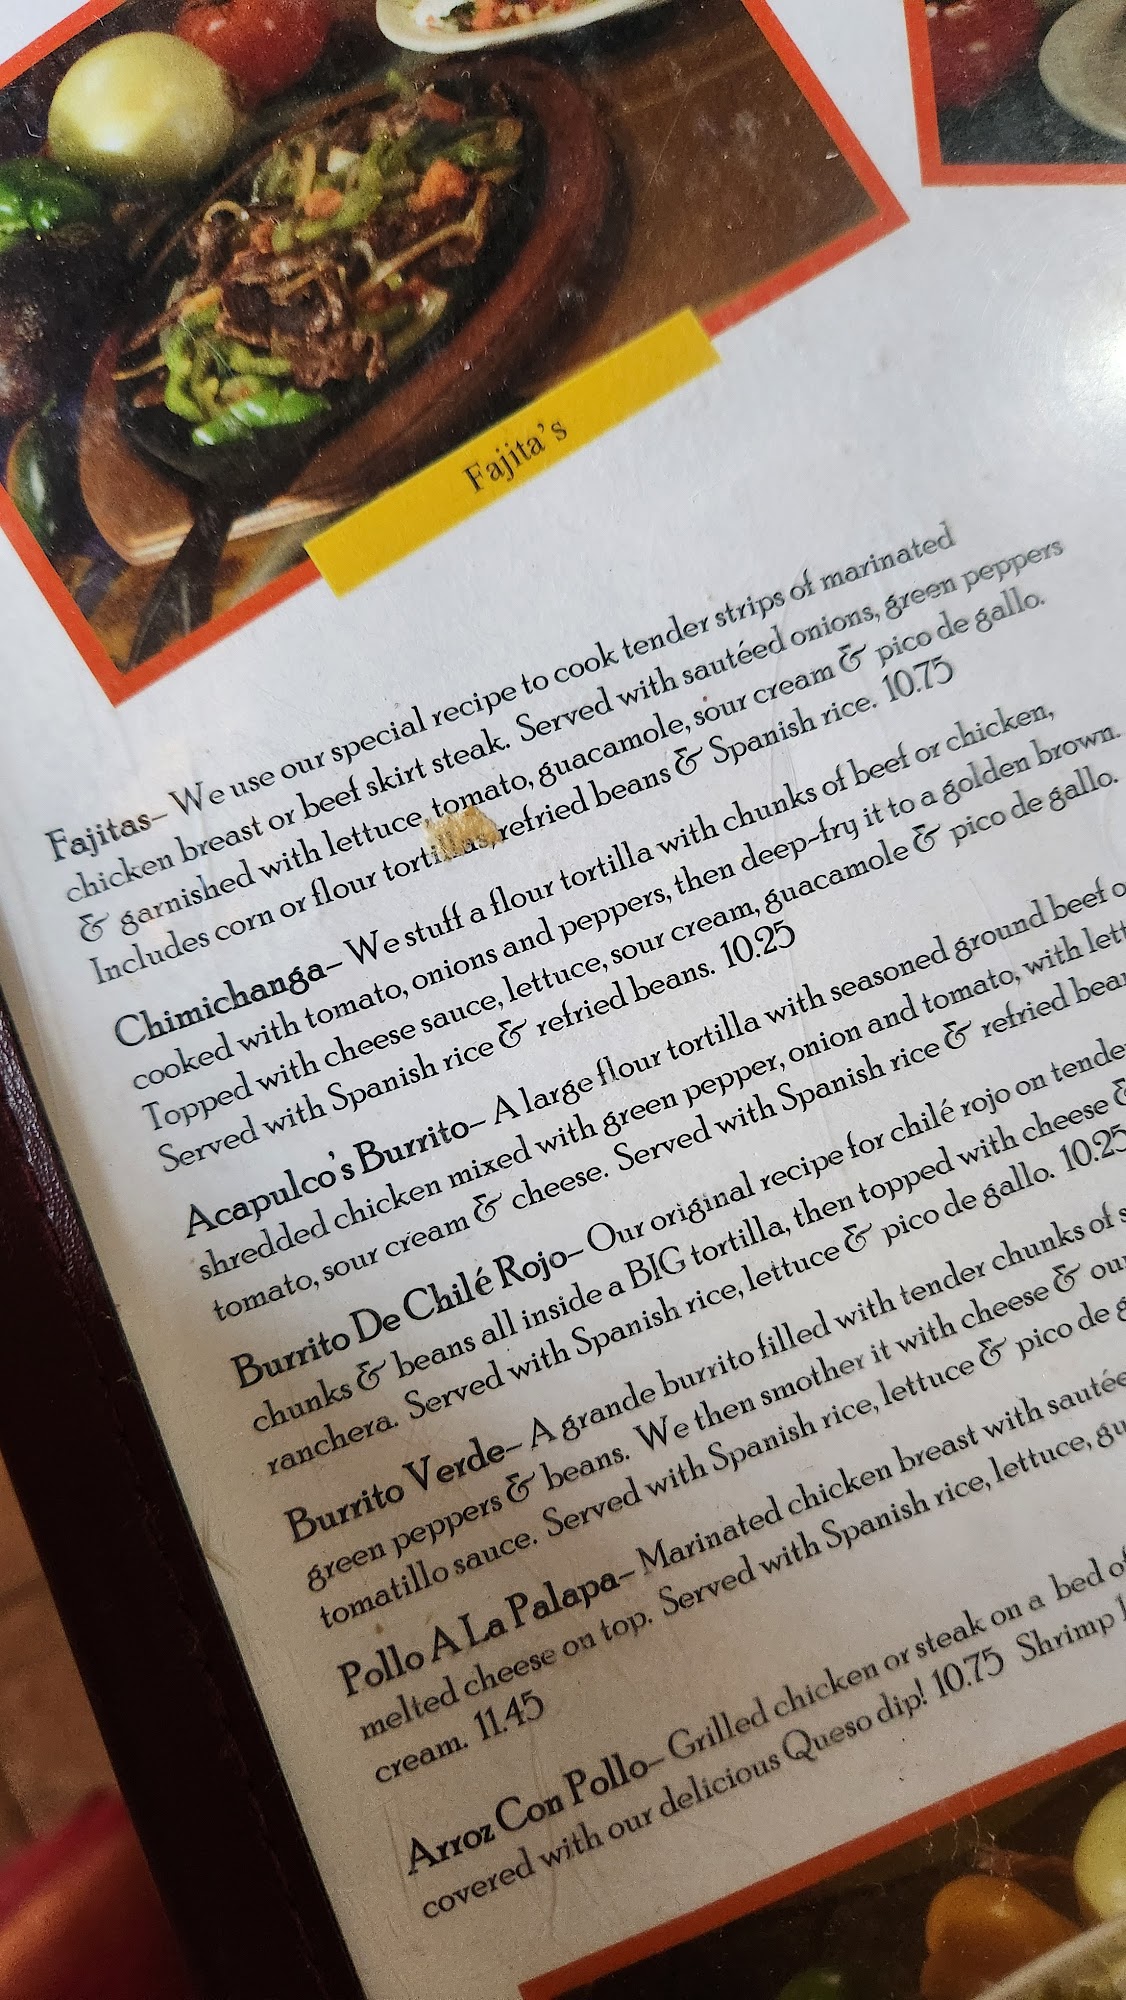 Fajita's
Fajitas– We use our special recipe to cook tender strips of marinated
chicken breast or beef skirt steak. Served with sautéed onions, green peppers
& garnished with lettuce, tomato, guacamole, sour cream & pico de gallo.
Includes corn or flour tortillas, refried beans & Spanish rice. 10.75
Chimichanga– We stuff a flour tortilla with chunks of beef or chicken,
cooked with tomato, onions and peppers, then deep-fry it to a golden brown.
Topped with cheese sauce, lettuce, sour cream, guacamole & pico de gallo.
Served with Spanish rice & refried beans. 10.25
Acapulco's Burrito– A large flour tortilla with seasoned ground beef
shredded chicken mixed with green pepper, onion and tomato, with
tomato, sour cream & cheese. Served with Spanish rice & refried
Burrito De Chilé Rojo– Our original recipe for chilé rojo on
chunks & beans all inside a BIG tortilla, then topped with cheese &
ranchera. Served with Spanish rice, lettuce & pico de gallo. 10.25
Burrito Verde– A grande burrito filled with tender chunks of
green peppers & beans. We then smother it with cheese &
tomatillo sauce. Served with Spanish rice, lettuce & pico de
Pollo A La Palapa– Marinated chicken breast with
melted cheese on top. Served with Spanish rice, lettuce,
cream. 11.45
Arroz Con Pollo– Grilled chicken or steak on a bed of
covered with our delicious Queso dip! 10.75 Shrimp